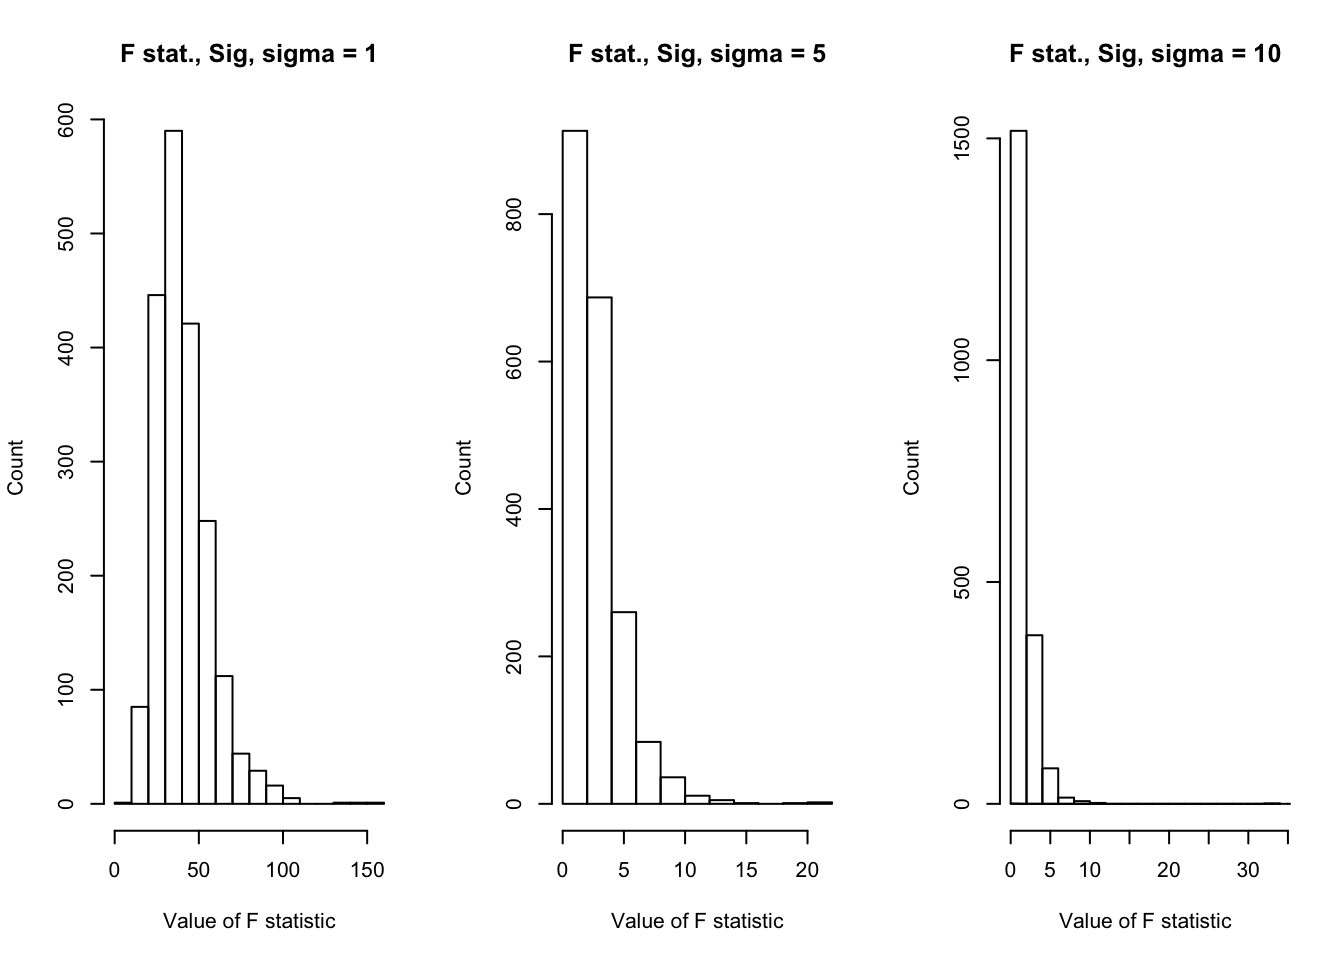 F stat., Sig, sigma = 1
600
500
400
300
200
100
0
Count
0 50 100 150
Value of F statistic
F stat., Sig, sigma = 5
800
600
400
200
0
Count
0 5 10 15 20
Value of F statistic
F stat., Sig, sigma = 10
1500
1000
500
0
Count
0 5 10 20 30
Value of F statistic